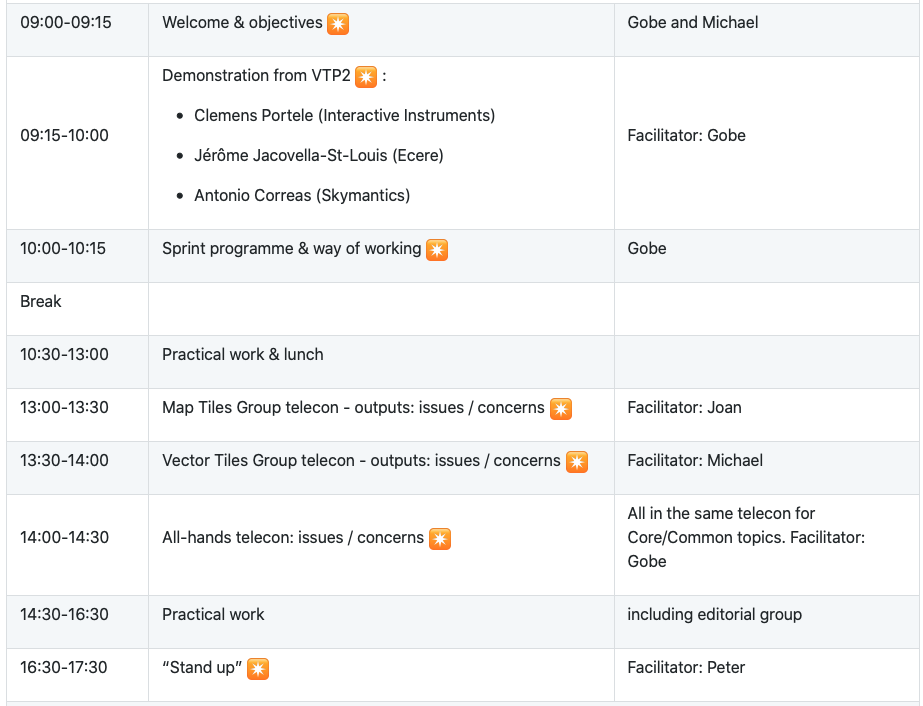 09:00-09:15 Welcome & objectives ✴️ Gobe and Michael
Demonstration from VTP2 ✴️ :
• Clemens Portele (Interactive Instruments)
09:15-10:00 Facilitator: Gobe
• Jérôme Jacovella-St-Louis (Ecere)
• Antonio Correas (Skymantics)
10:00-10:15 Sprint programme & way of working ✴️ Gobe
Break
10:30-13:00 Practical work & lunch
13:00-13:30 Map Tiles Group telecon - outputs: issues / concerns ✴️ Facilitator: Joan
13:30-14:00 Vector Tiles Group telecon - outputs: issues / concerns ✴️ Facilitator: Michael
All in the same telecon for
14:00-14:30 All-hands telecon: issues / concerns ✴️ Core/Common topics. Facilitator:
Gobe
14:30-16:30 Practical work including editorial group
16:30-17:30 “Stand up” ✴️ Facilitator: Peter